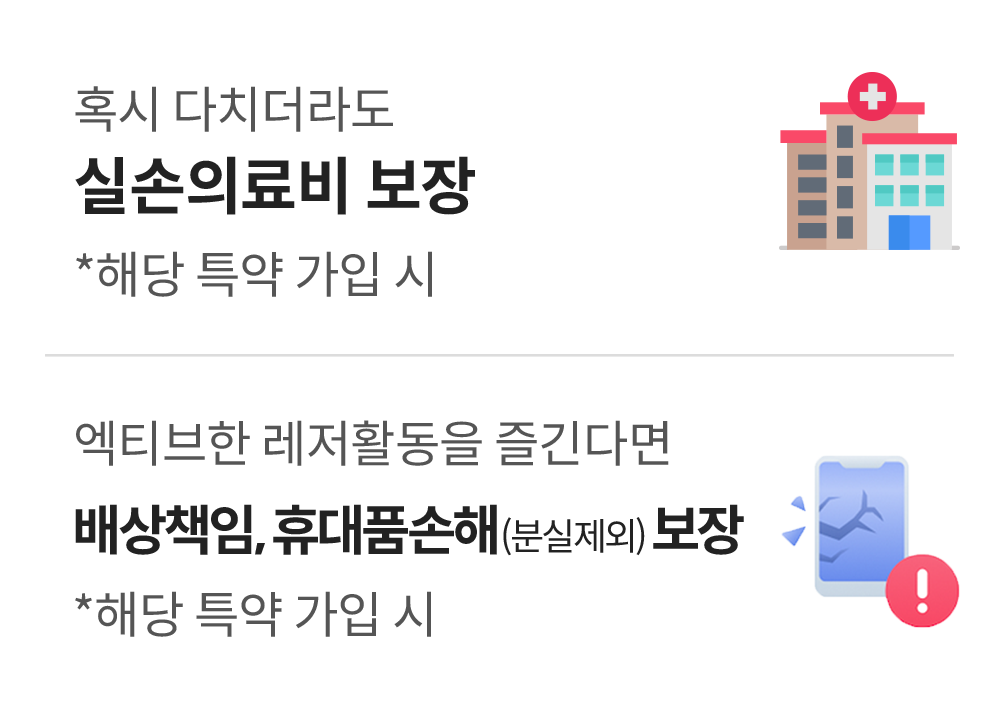 혹시 다치더라도
실손의료비 보장
*해당 특약 가입 시
엑티브한 레저활동을 즐긴다면
배상책임, 휴대품손해(분실제외) 보장
*해당 특약 가입 시